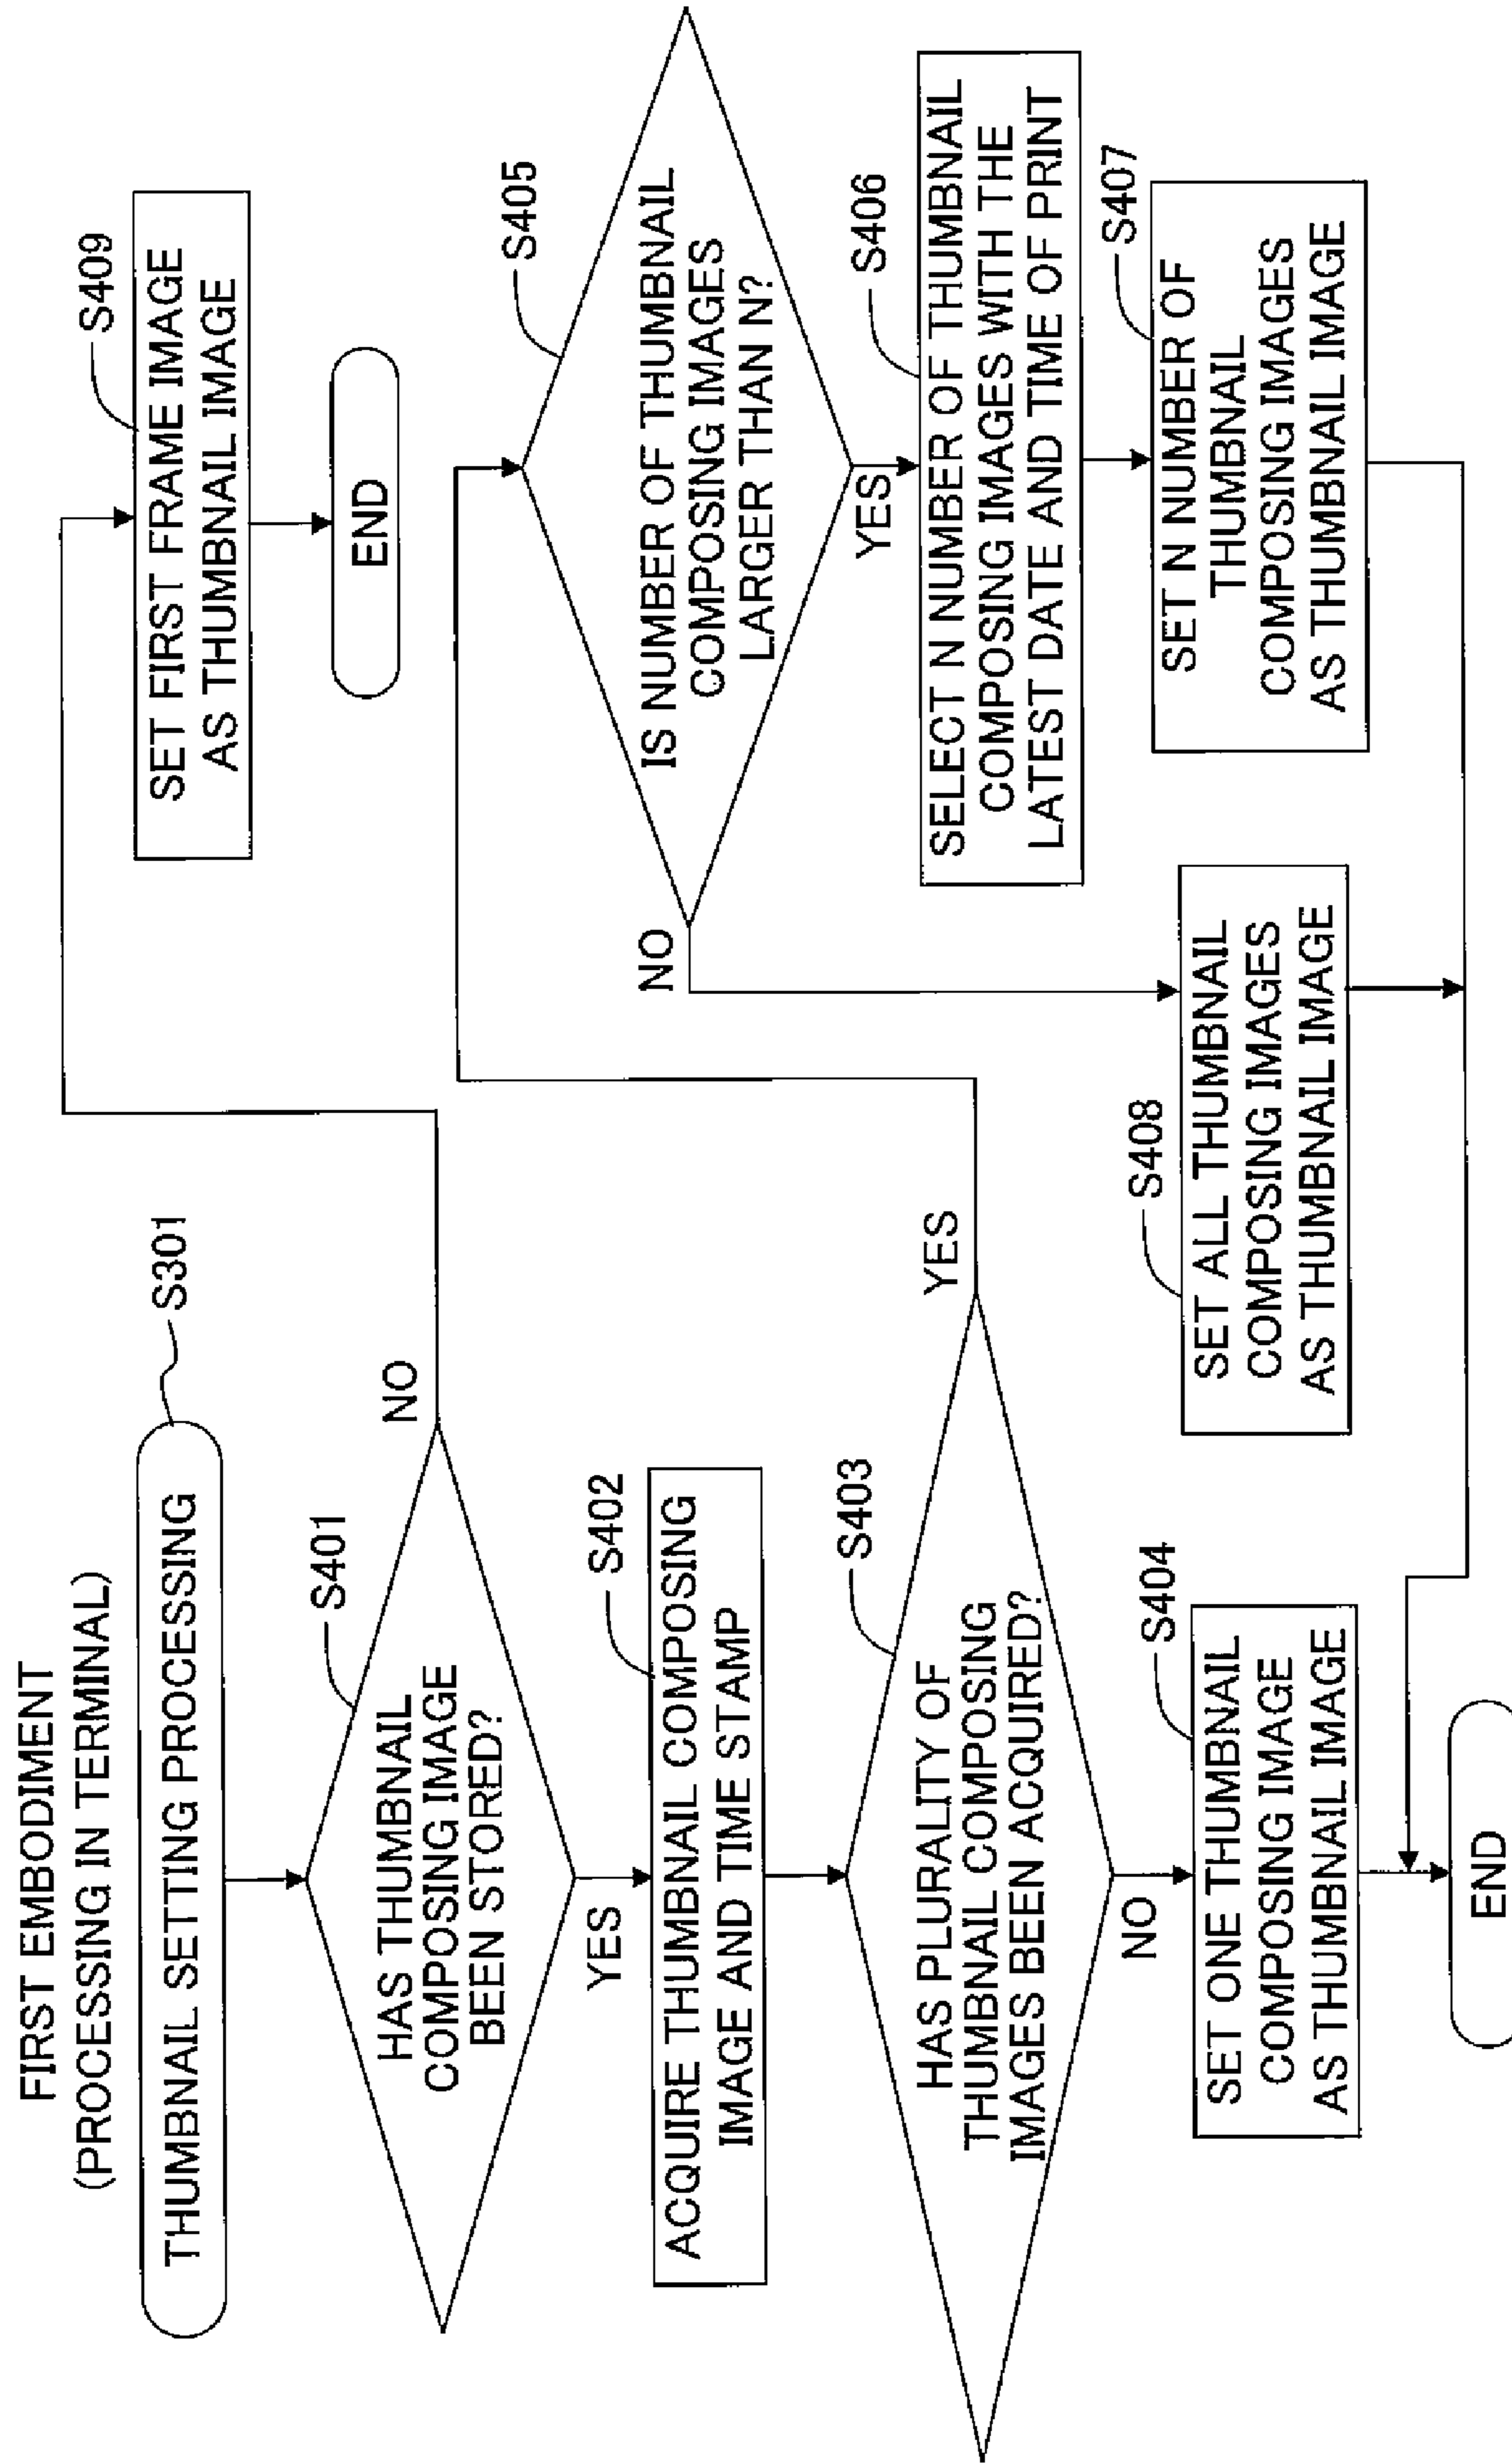 FIRST EMBODIMENT
(PROCESSING IN TERMINAL)
THUMBNAIL SETTING PROCESSING
S301
HAS THUMBNAIL
COMPOSING IMAGE
BEEN STORED?
S401
NO
YES
ACQUIRE THUMBNAIL COMPOSING
IMAGE AND TIME STAMP
S402
HAS PLURALITY OF
THUMBNAIL COMPOSING
IMAGES BEEN ACQUIRED?
S403
YES
NO
SET ONE THUMBNAIL
COMPOSING IMAGE
AS THUMBNAIL IMAGE
S404
END
SET FIRST FRAME IMAGE
AS THUMBNAIL IMAGE
S409
END
IS NUMBER OF THUMBNAIL
COMPOSING IMAGES
LARGER THAN N?
S405
NO
YES
SELECT N NUMBER OF THUMBNAIL
COMPOSING IMAGES WITH THE
LATEST DATE AND TIME OF PRINT
S406
SET N NUMBER OF
THUMBNAIL
COMPOSING IMAGES
AS THUMBNAIL IMAGE
S407
SET ALL THUMBNAIL
COMPOSING IMAGES
AS THUMBNAIL IMAGE
S408